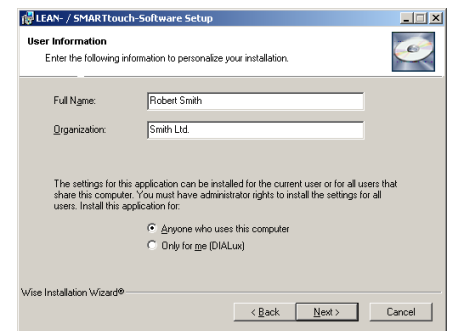 LEAN- / SMARTtouch-Software Setup
User Information
Enter the following information to personalize your installation.
Full Name:
Robert Smith
Organization:
Smith Ltd.
The settings for this application can be installed for the current user or for all users that
share this computer. You must have administrator rights to install the settings for all
users. Install this application for:
Anyone who uses this computer
Only for me (DIALux)
Wise Installation Wizard®
< Back
Next >
Cancel